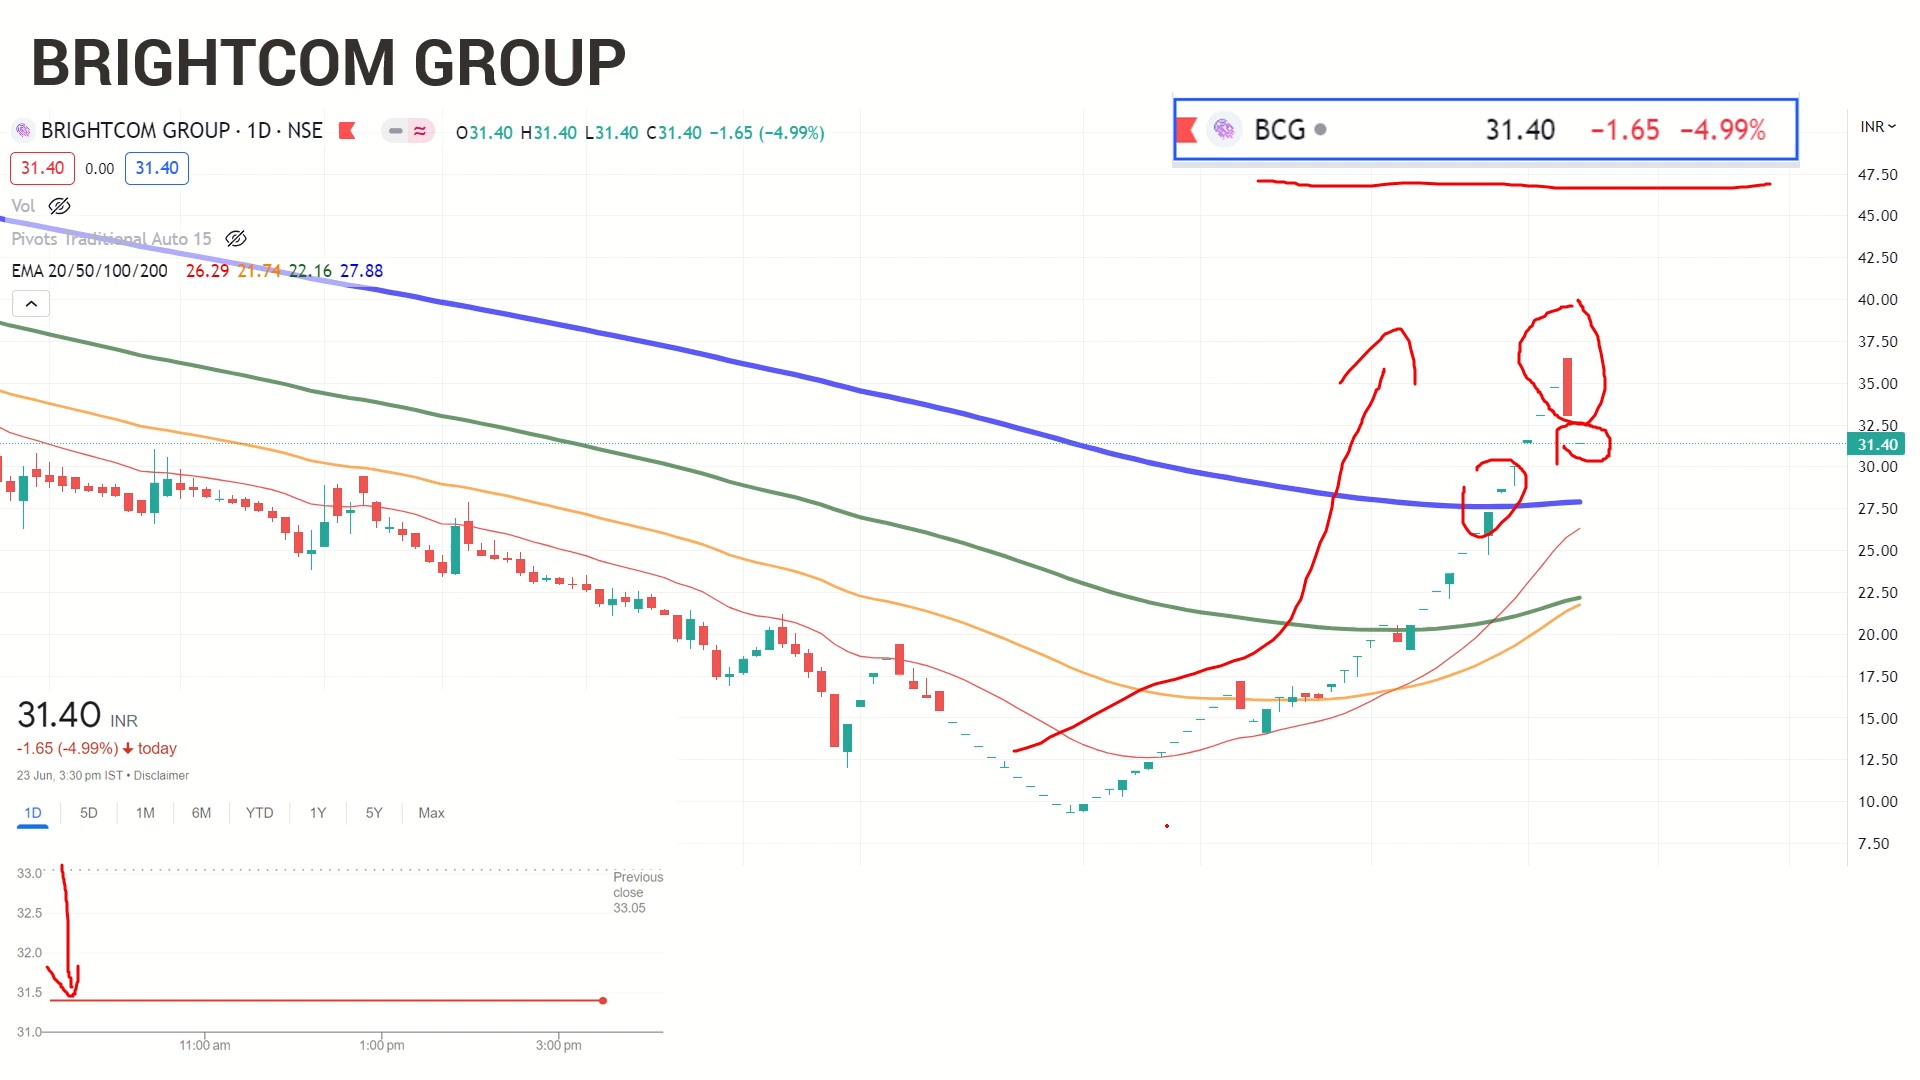 BRIGHTCOM GROUP
BRIGHTCOM GROUP · 1D · NSE O31.40 H31.40 L31.40 C31.40 −1.65 (−4.99%)
BCG 31.40 −1.65 −4.99%
INR
31.40 0.00 31.40
Vol
Pivots Traditional Auto 15
EMA 20/50/100/200 26.29 21.74 22.16 27.88
47.50
45.00
42.50
40.00
37.50
35.00
32.50
31.40
30.00
27.50
25.00
22.50
20.00
17.50
15.00
12.50
10.00
7.50
31.40 INR
-1.65 (-4.99%) today
23 Jun, 3:30 pm IST • Disclaimer
1D 5D 1M 6M YTD 1Y 5Y Max
33.0
32.5
32.0
31.5
31.0
Previous
close
33.05
11:00 am 1:00 pm 3:00 pm